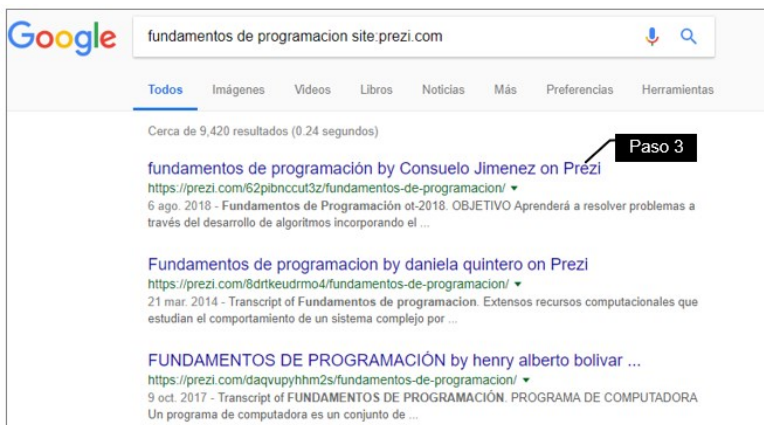 Google
fundamentos de programacion site:prezi.com
Todos Imágenes Videos Libros Noticias Más Preferencias Herramientas
Cerca de 9,420 resultados (0.24 segundos)
Paso 3
fundamentos de programación by Consuelo Jimenez on Prezi
https://prezi.com/62pibnccut3z/fundamentos-de-programacion/
6 ago. 2018 - Fundamentos de Programación ot-2018. OBJETIVO Aprenderá a resolver problemas a
través del desarrollo de algoritmos incorporando el ...
Fundamentos de programacion by daniela quintero on Prezi
https://prezi.com/8drtkeudrmo4/fundamentos-de-programacion/
21 mar. 2014 - Transcript of Fundamentos de programacion. Extensos recursos computacionales que
estudian el comportamiento de un sistema complejo por ...
FUNDAMENTOS DE PROGRAMACIÓN by henry alberto bolivar ...
https://prezi.com/daqvupyhhm2s/fundamentos-de-programacion/
9 oct. 2017 - Transcript of FUNDAMENTOS DE PROGRAMACIÓN. PROGRAMA DE COMPUTADORA
Un programa de computadora es un conjunto de ...